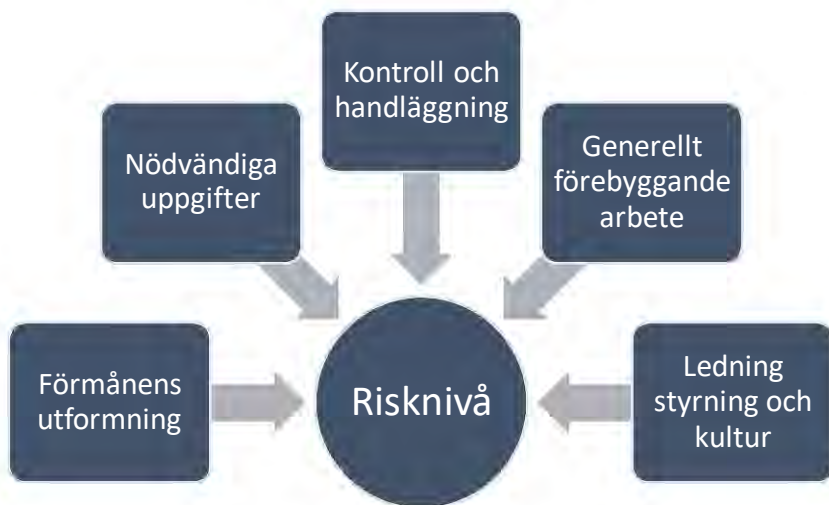 Kontroll och
handläggning
Nödvändiga
uppgifter
Generellt
förebyggande
arbete
Förmånens
utformning
Risknivå
Ledning
styrning och
kultur